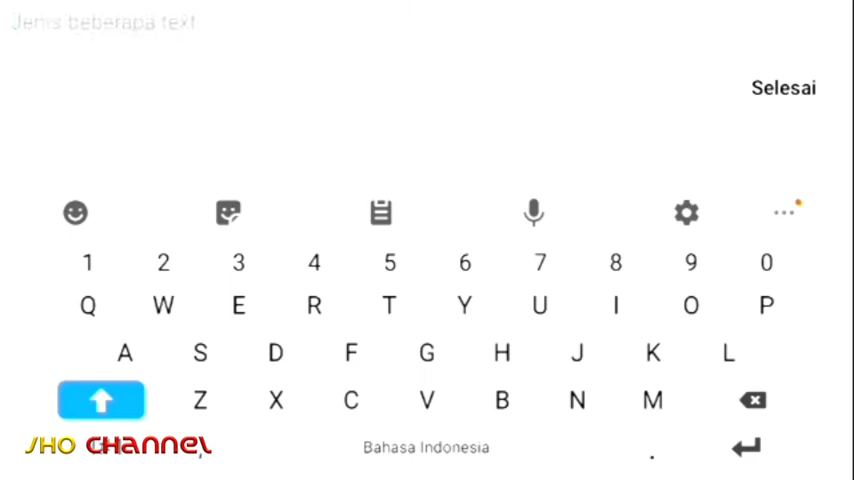 Jenis beberapa text
Selesai
1 2 3 4 5 6 7 8 9 0
Q W E R T Y U I O P
A S D F G H J K L
Z X C V B N M
JHO CHANNEL , Bahasa Indonesia .